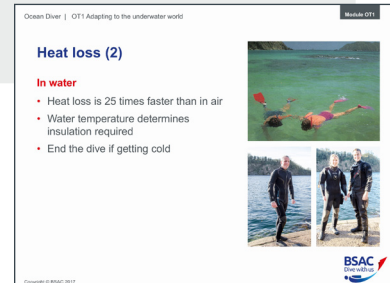 Ocean Diver | OT1 Adapting to the underwater world
Module OT1
Heat loss (2)
In water
• Heat loss is 25 times faster than in air
• Water temperature determines
insulation required
• End the dive if getting cold
BSAC
Dive with us
Copyright © BSAC 2017